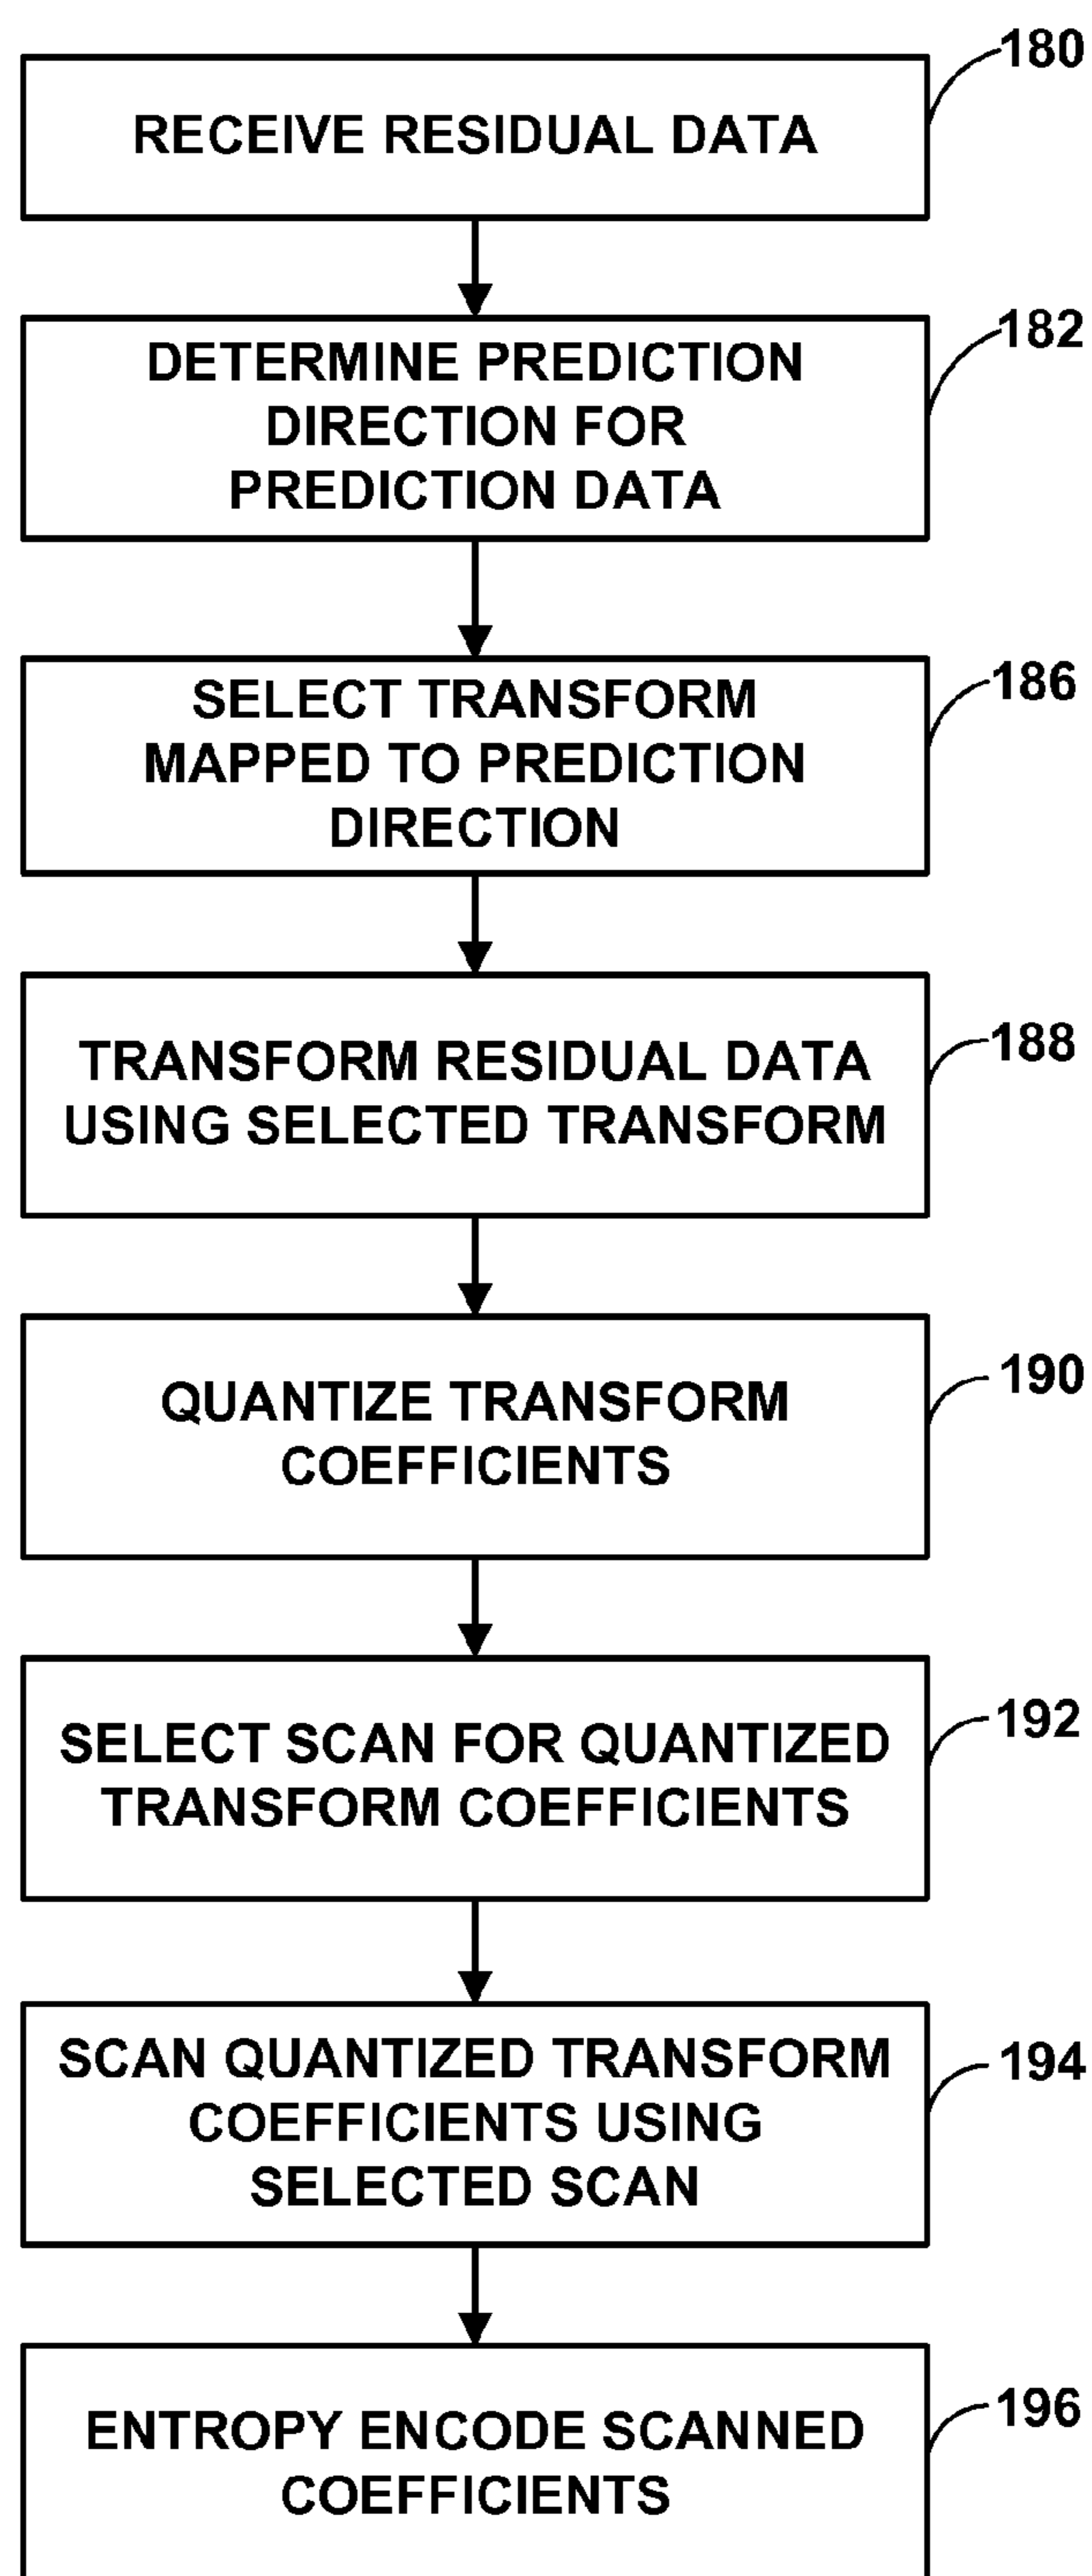 180
RECEIVE RESIDUAL DATA
182
DETERMINE PREDICTION
DIRECTION FOR
PREDICTION DATA
186
SELECT TRANSFORM
MAPPED TO PREDICTION
DIRECTION
188
TRANSFORM RESIDUAL DATA
USING SELECTED TRANSFORM
190
QUANTIZE TRANSFORM
COEFFICIENTS
192
SELECT SCAN FOR QUANTIZED
TRANSFORM COEFFICIENTS
194
SCAN QUANTIZED TRANSFORM
COEFFICIENTS USING
SELECTED SCAN
196
ENTROPY ENCODE SCANNED
COEFFICIENTS